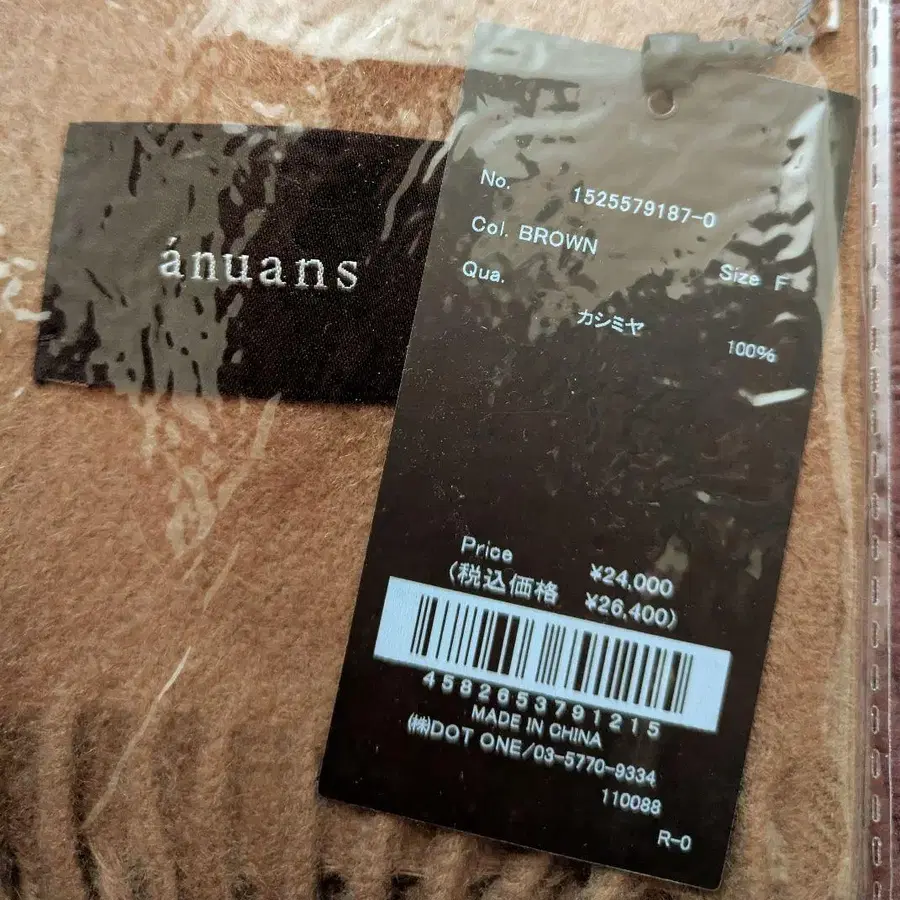 ánuans
No. 1525579187-0
Col. BROWN Size F
Qua.
カシミヤ 100%
Price ¥24,000
(税込価格 ¥26,400)
4582653791215
MADE IN CHINA
㈱DOT ONE/03-5770-9334
110088
R-0